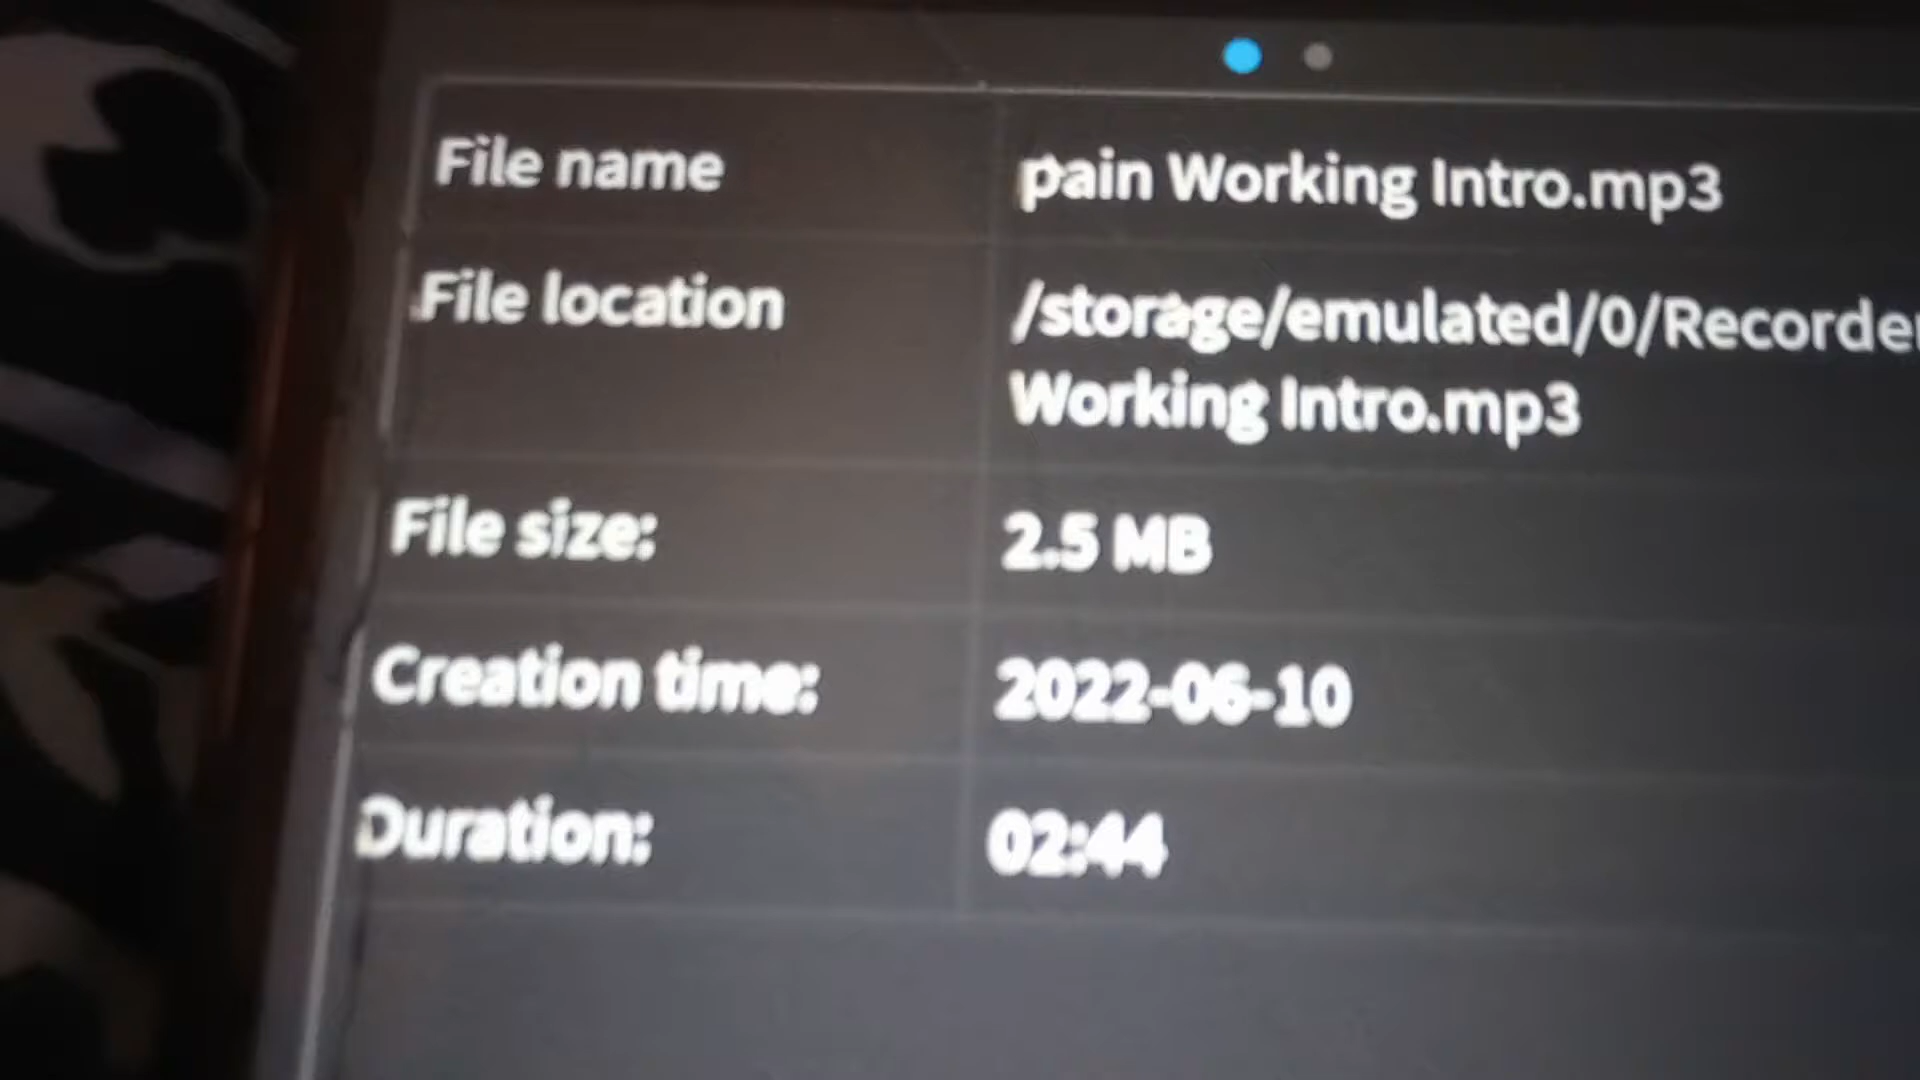 File name
pain Working Intro.mp3
File location
/storage/emulated/0/Recorder
Working Intro.mp3
File size:
2.5 MB
Creation time:
2022-06-10
Duration:
02:44